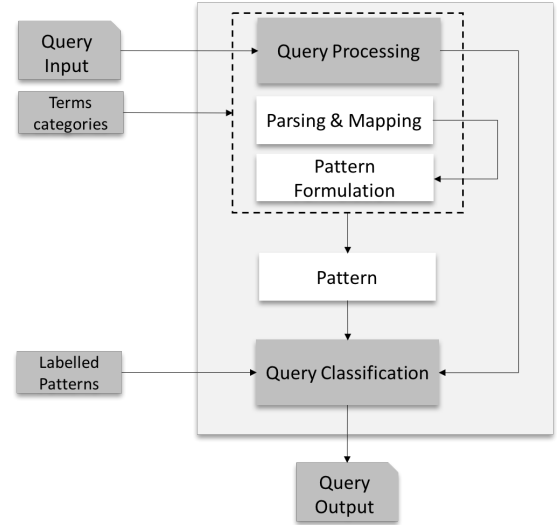 Query
Input
Query Processing
Terms
categories
Parsing & Mapping
Pattern
Formulation
Pattern
Labelled
Patterns
Query Classification
Query
Output